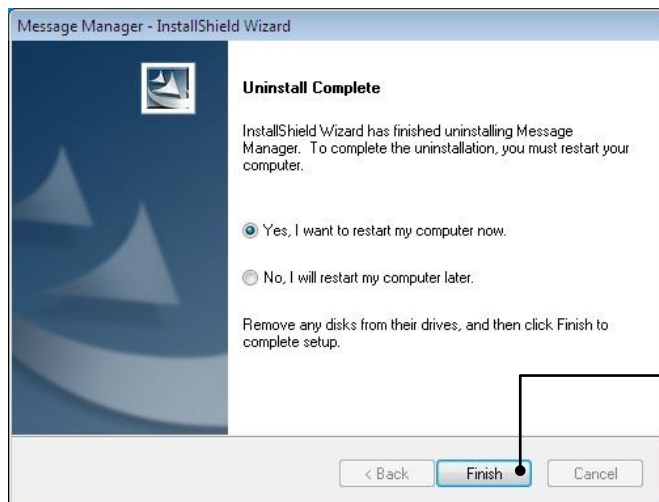 Message Manager - InstallShield Wizard
Uninstall Complete
InstallShield Wizard has finished uninstalling Message
Manager.  To complete the uninstallation, you must restart your
computer.
Yes, I want to restart my computer now.
No, I will restart my computer later.
Remove any disks from their drives, and then click Finish to
complete setup.
< Back Finish Cancel